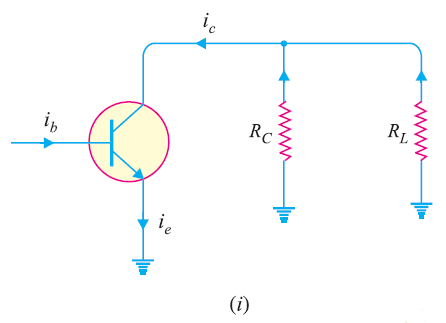 i_c
i_b
R_C
R_L
i_e
(i)